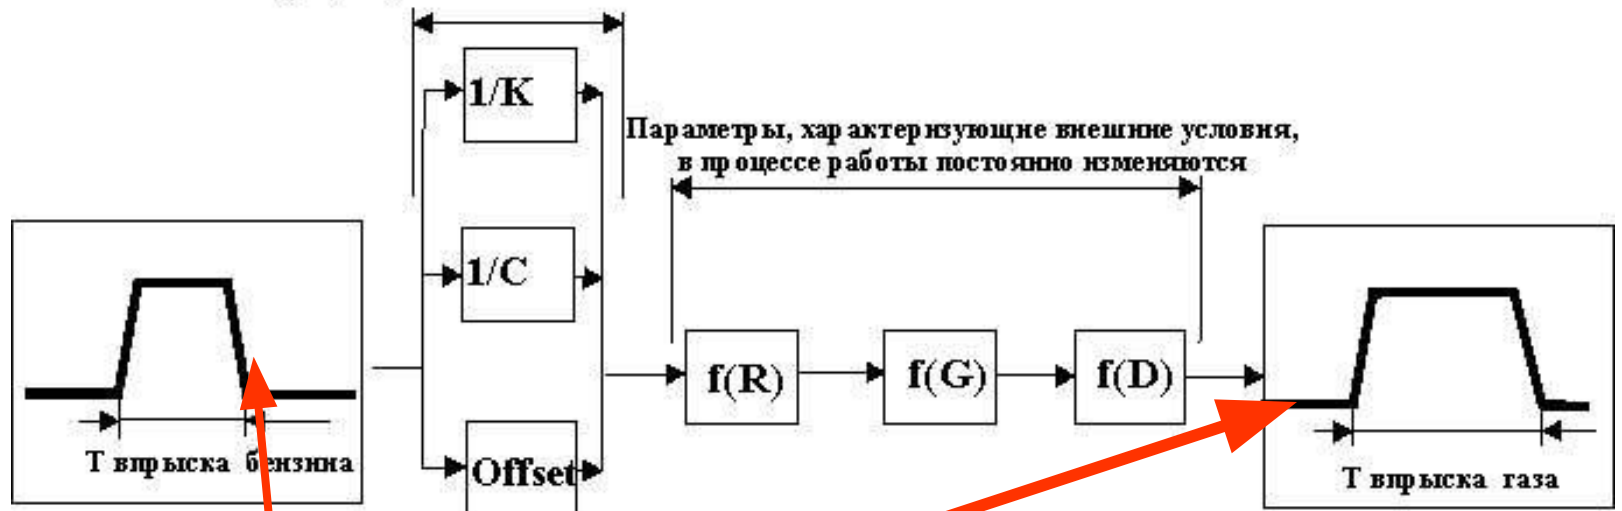 1/K
Параметры, характеризующие внешние условия,
в процессе работы постоянно изменяются
1/C
f(R)
f(G)
f(D)
Т впрыска бензина
Offset
Т впрыска газа